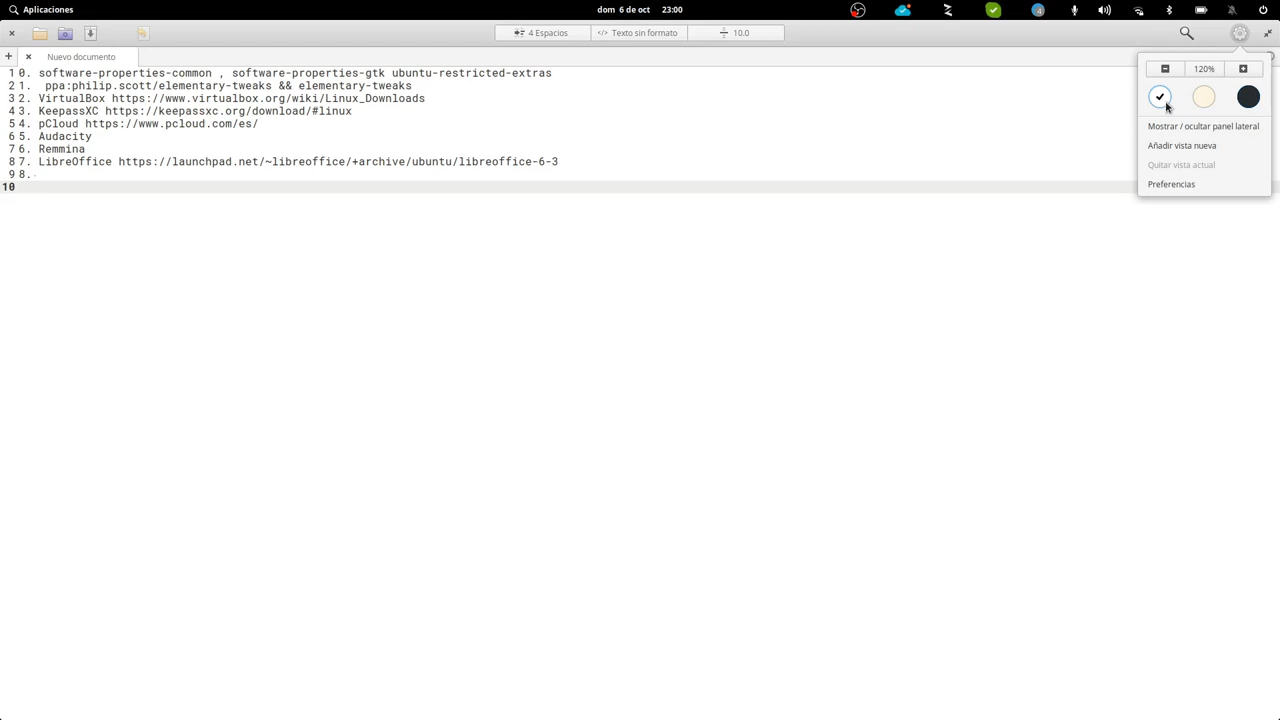 Aplicaciones
dom 6 de oct 23:00
4
4 Espacios
</> Texto sin formato
10.0
Nuevo documento
120%
Mostrar / ocultar panel lateral
Añadir vista nueva
Quitar vista actual
Preferencias
1 0. software-properties-common , software-properties-gtk ubuntu-restricted-extras
2 1. ppa:philip.scott/elementary-tweaks && elementary-tweaks
3 2. VirtualBox https://www.virtualbox.org/wiki/Linux_Downloads
4 3. KeepassXC https://keepassxc.org/download/#linux
5 4. pCloud https://www.pcloud.com/es/
6 5. Audacity
7 6. Remmina
8 7. LibreOffice https://launchpad.net/~libreoffice/+archive/ubuntu/libreoffice-6-3
9 8.
10